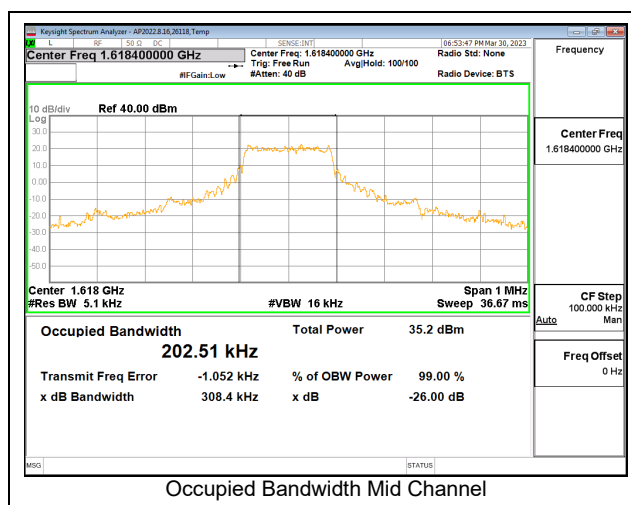 Keysight Spectrum Analyzer - AP2022.8.16,26118,Temp
L RF 50 Ω DC SENSE:INT 06:53:47 PM Mar 30, 2023
Center Freq 1.618400000 GHz
Center Freq: 1.618400000 GHz Radio Std: None
Trig: Free Run Avg|Hold: 100/100
#IFGain:Low #Atten: 40 dB Radio Device: BTS
Frequency
10 dB/div Ref 40.00 dBm
Log
30.0
20.0
10.0
0.00
-10.0
-20.0
-30.0
-40.0
-50.0
Center Freq
1.618400000 GHz
Center 1.618 GHz Span 1 MHz
#Res BW 5.1 kHz #VBW 16 kHz Sweep 36.67 ms
CF Step
100.000 kHz
Auto Man
Occupied Bandwidth Total Power 35.2 dBm
202.51 kHz
Transmit Freq Error -1.052 kHz % of OBW Power 99.00 %
x dB Bandwidth 308.4 kHz x dB -26.00 dB
Freq Offset
0 Hz
MSG STATUS
Occupied Bandwidth Mid Channel